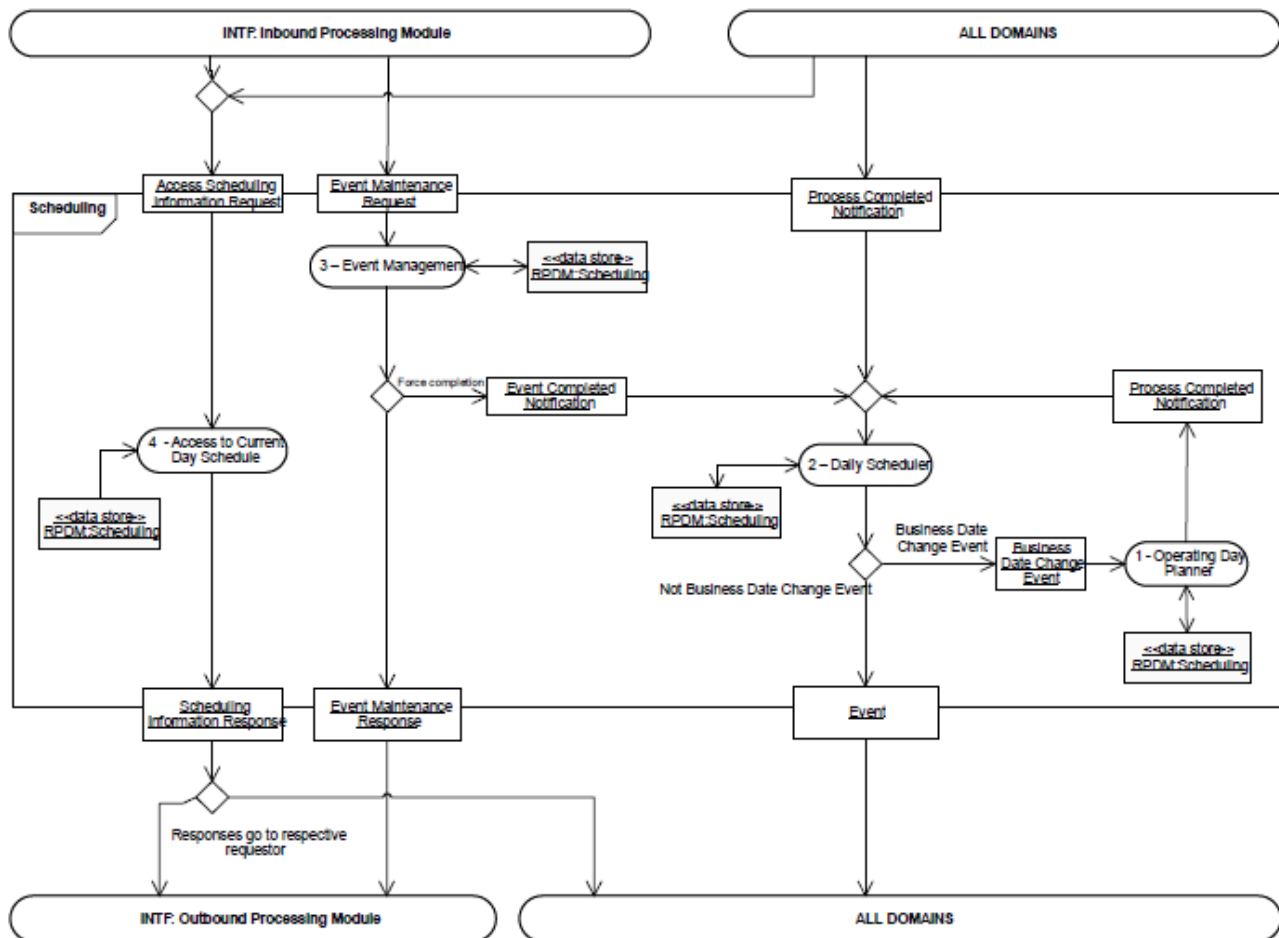 INTF: Inbound Processing Module
ALL DOMAINS
Access Scheduling
Information Request
Event Maintenance
Request
Process Completed
Notification
Scheduling
3 – Event Management
<<data store>>
RPDM:Scheduling
Force completion
Event Completed
Notification
Process Completed
Notification
4 - Access to Current
Day Schedule
2 – Daily Scheduler
<<data store>>
RPDM:Scheduling
<<data store>>
RPDM:Scheduling
Business Date
Change Event
Business
Date Change
Event
1 - Operating Day
Planner
Not Business Date Change Event
<<data store>>
RPDM:Scheduling
Scheduling
Information Response
Event Maintenance
Response
Event
Responses go to respective
requestor
INTF: Outbound Processing Module
ALL DOMAINS